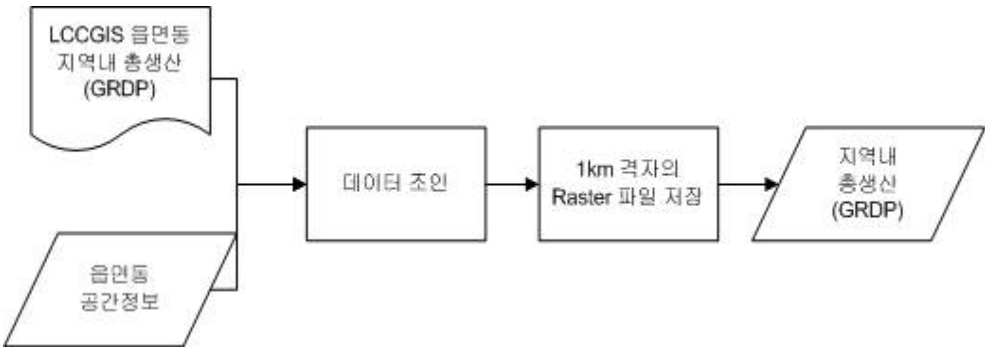 LCCGIS 읍면동
지역내 총생산
(GRDP)
읍면동
공간정보
데이터 조인
1km 격자의
Raster 파일 저장
지역내
총생산
(GRDP)